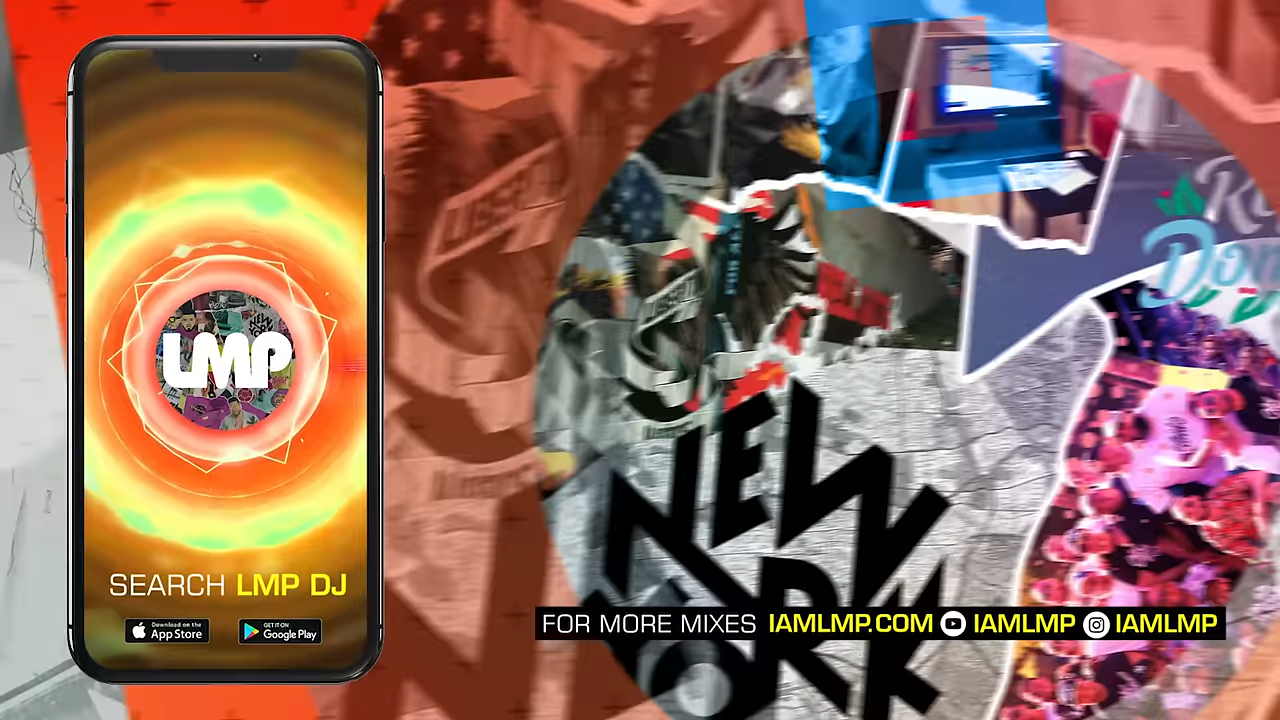 LMP
SEARCH LMP DJ
Download on the
App Store
GET IT ON
Google Play
NEW
YORK
FOR MORE MIXES IAMLMP.COM IAMLMP IAMLMP